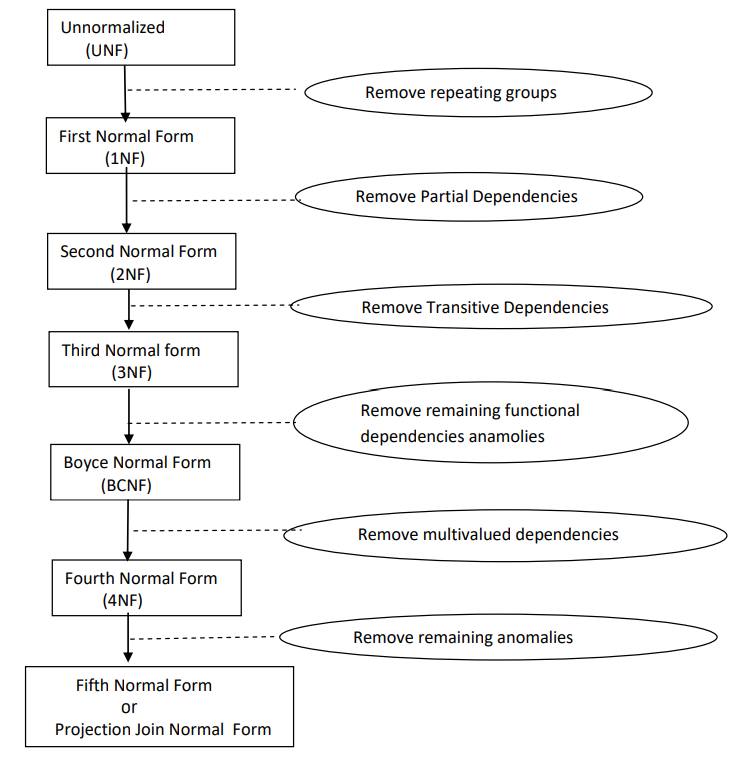 Unnormalized
(UNF)
Remove repeating groups
First Normal Form
(1NF)
Remove Partial Dependencies
Second Normal Form
(2NF)
Remove Transitive Dependencies
Third Normal form
(3NF)
Remove remaining functional
dependencies anamolies
Boyce Normal Form
(BCNF)
Remove multivalued dependencies
Fourth Normal Form
(4NF)
Remove remaining anomalies
Fifth Normal Form
or
Projection Join Normal Form